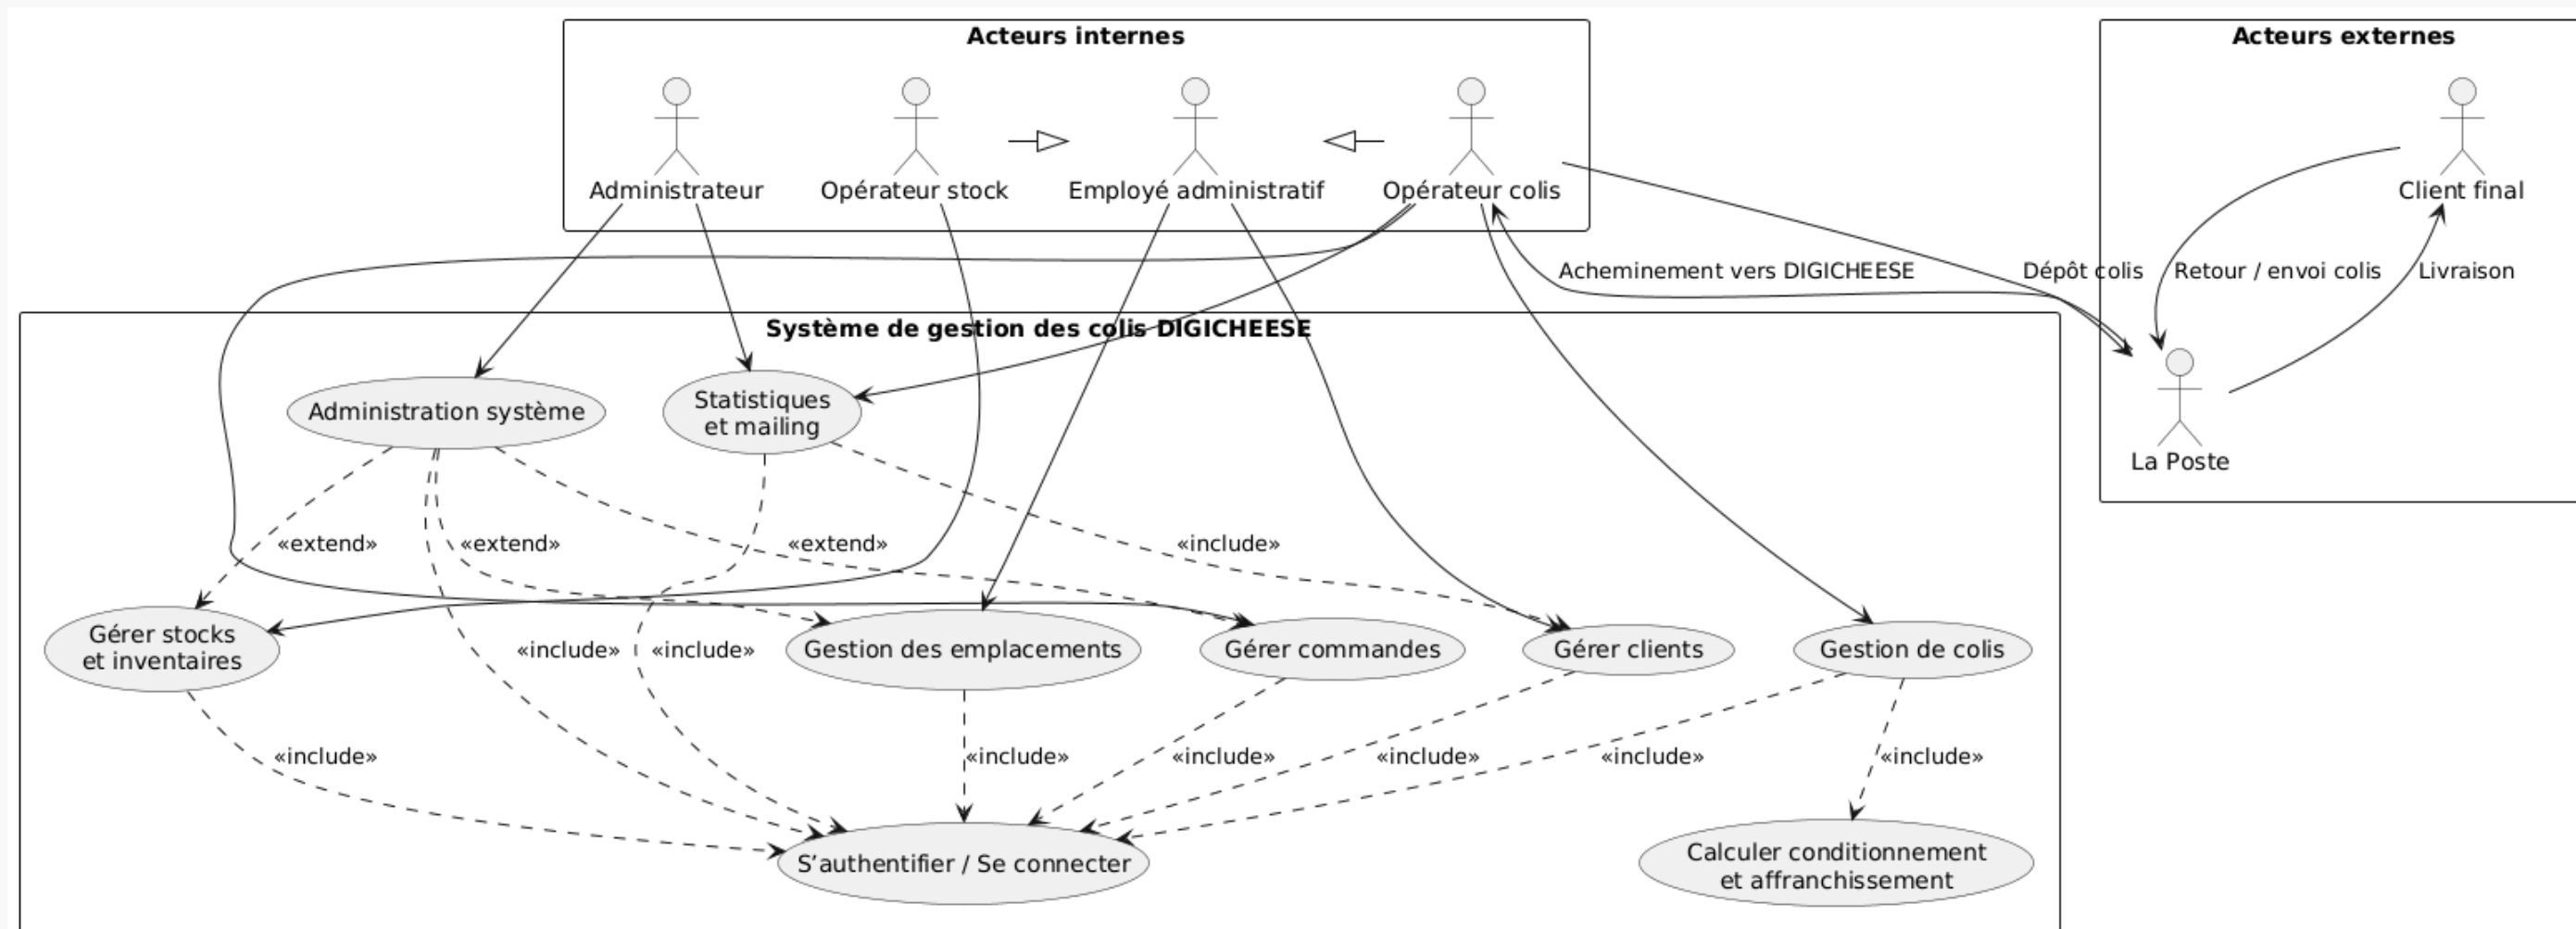 Acteurs internes
Acteurs externes
Administrateur
Opérateur stock
Employé administratif
Opérateur colis
Client final
Acheminement vers DIGICHEESE
Dépôt colis
Retour / envoi colis
Livraison
Système de gestion des colis DIGICHEESE
Administration système
Statistiques
et mailing
La Poste
«extend»
«extend»
«extend»
«include»
Gérer stocks
et inventaires
«include»
«include»
Gestion des emplacements
Gérer commandes
Gérer clients
Gestion de colis
«include»
«include»
«include»
«include»
«include»
«include»
S’authentifier / Se connecter
Calculer conditionnement
et affranchissement